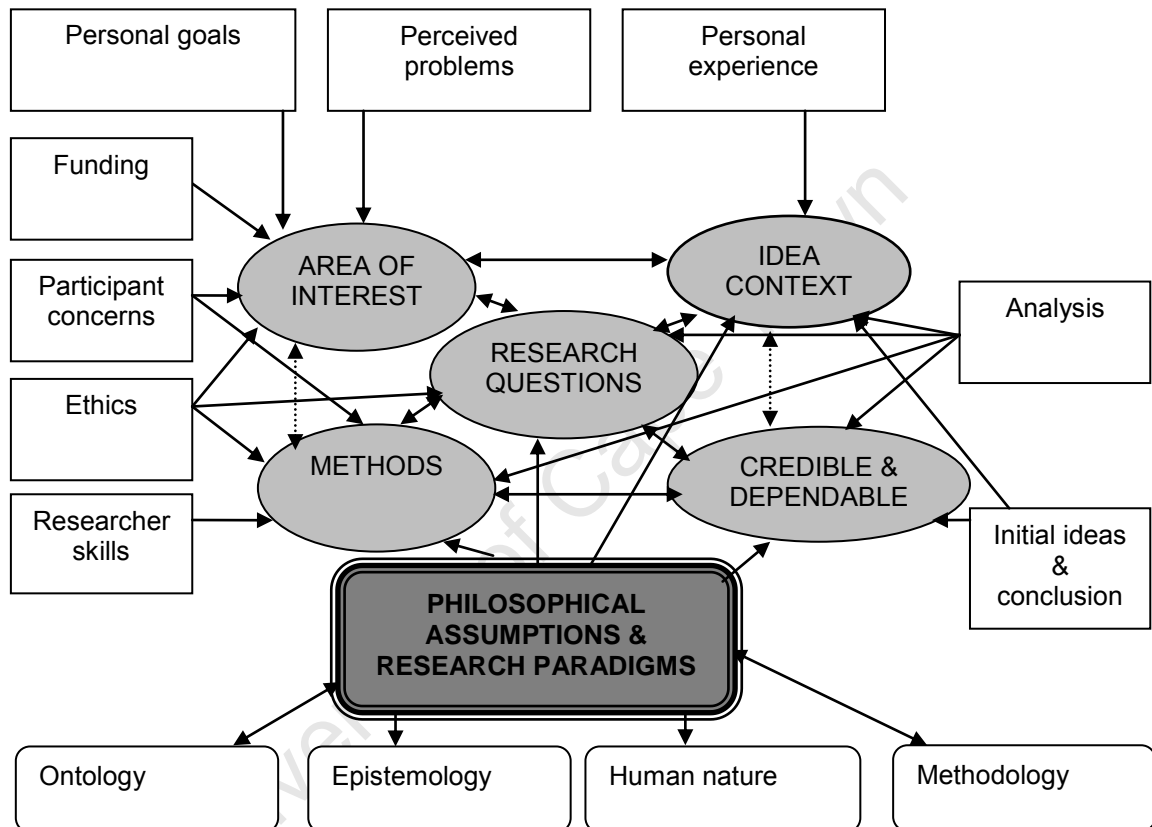 Personal goals
Perceived
problems
Personal
experience
Funding
AREA OF
INTEREST
IDEA
CONTEXT
Participant
concerns
Analysis
RESEARCH
QUESTIONS
Ethics
METHODS
CREDIBLE &
DEPENDABLE
Researcher
skills
Initial ideas
&
conclusion
PHILOSOPHICAL
ASSUMPTIONS &
RESEARCH PARADIGMS
Ontology
Epistemology
Human nature
Methodology